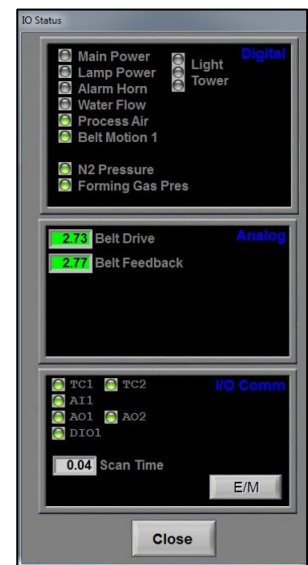 IO Status
Digital
Main Power
Lamp Power
Alarm Horn
Water Flow
Process Air
Belt Motion 1
Light
Tower
N2 Pressure
Forming Gas Pres
Analog
2.73 Belt Drive
2.77 Belt Feedback
I/O Comm
TC1 TC2
AI1
AO1 AO2
DIO1
0.04 Scan Time
E/M
Close